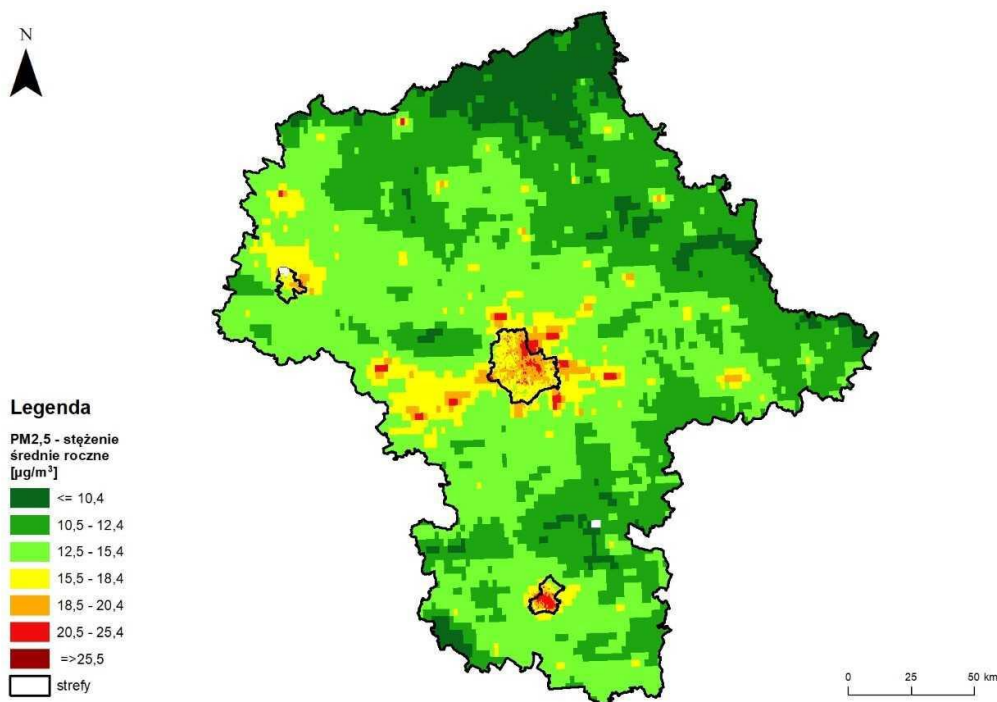 N
Legenda
PM2,5 - stężenie
średnie roczne
[µg/m³]
<= 10,4
10,5 - 12,4
12,5 - 15,4
15,5 - 18,4
18,5 - 20,4
20,5 - 25,4
=>25,5
strefy
0 25 50 km